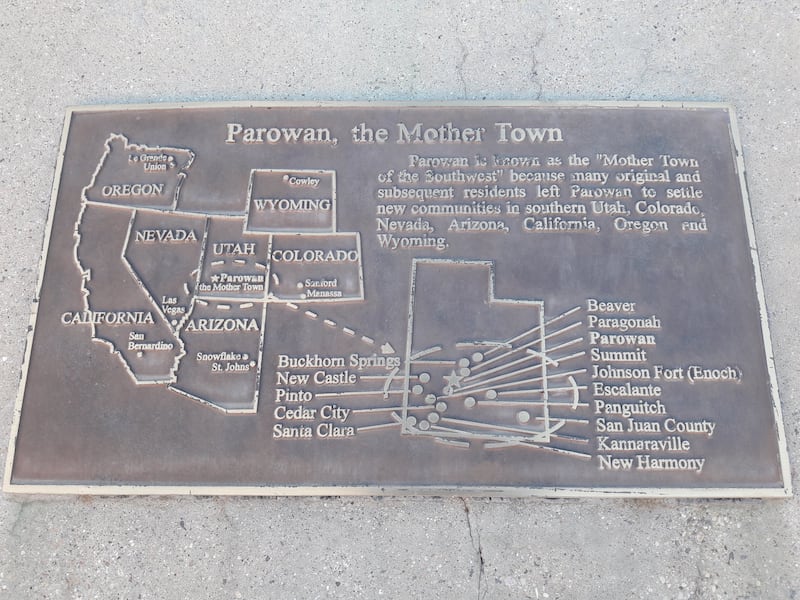 Parowan, the Mother Town
Parowan is known as the "Mother Town
of the Southwest" because many original and
subsequent residents left Parowan to settle
new communities in southern Utah, Colorado,
Nevada, Arizona, California, Oregon and
Wyoming.
La Grande
Union
OREGON
Cowley
WYOMING
NEVADA
UTAH
COLORADO
Parowan
the Mother Town
Sanford
Manassa
Las
Vegas
CALIFORNIA
ARIZONA
San
Bernardino
Snowflake
St. Johns
Buckhorn Springs
New Castle
Pinto
Cedar City
Santa Clara
Beaver
Paragonah
Parowan
Summit
Johnson Fort (Enoch)
Escalante
Panguitch
San Juan County
Kannaraville
New Harmony